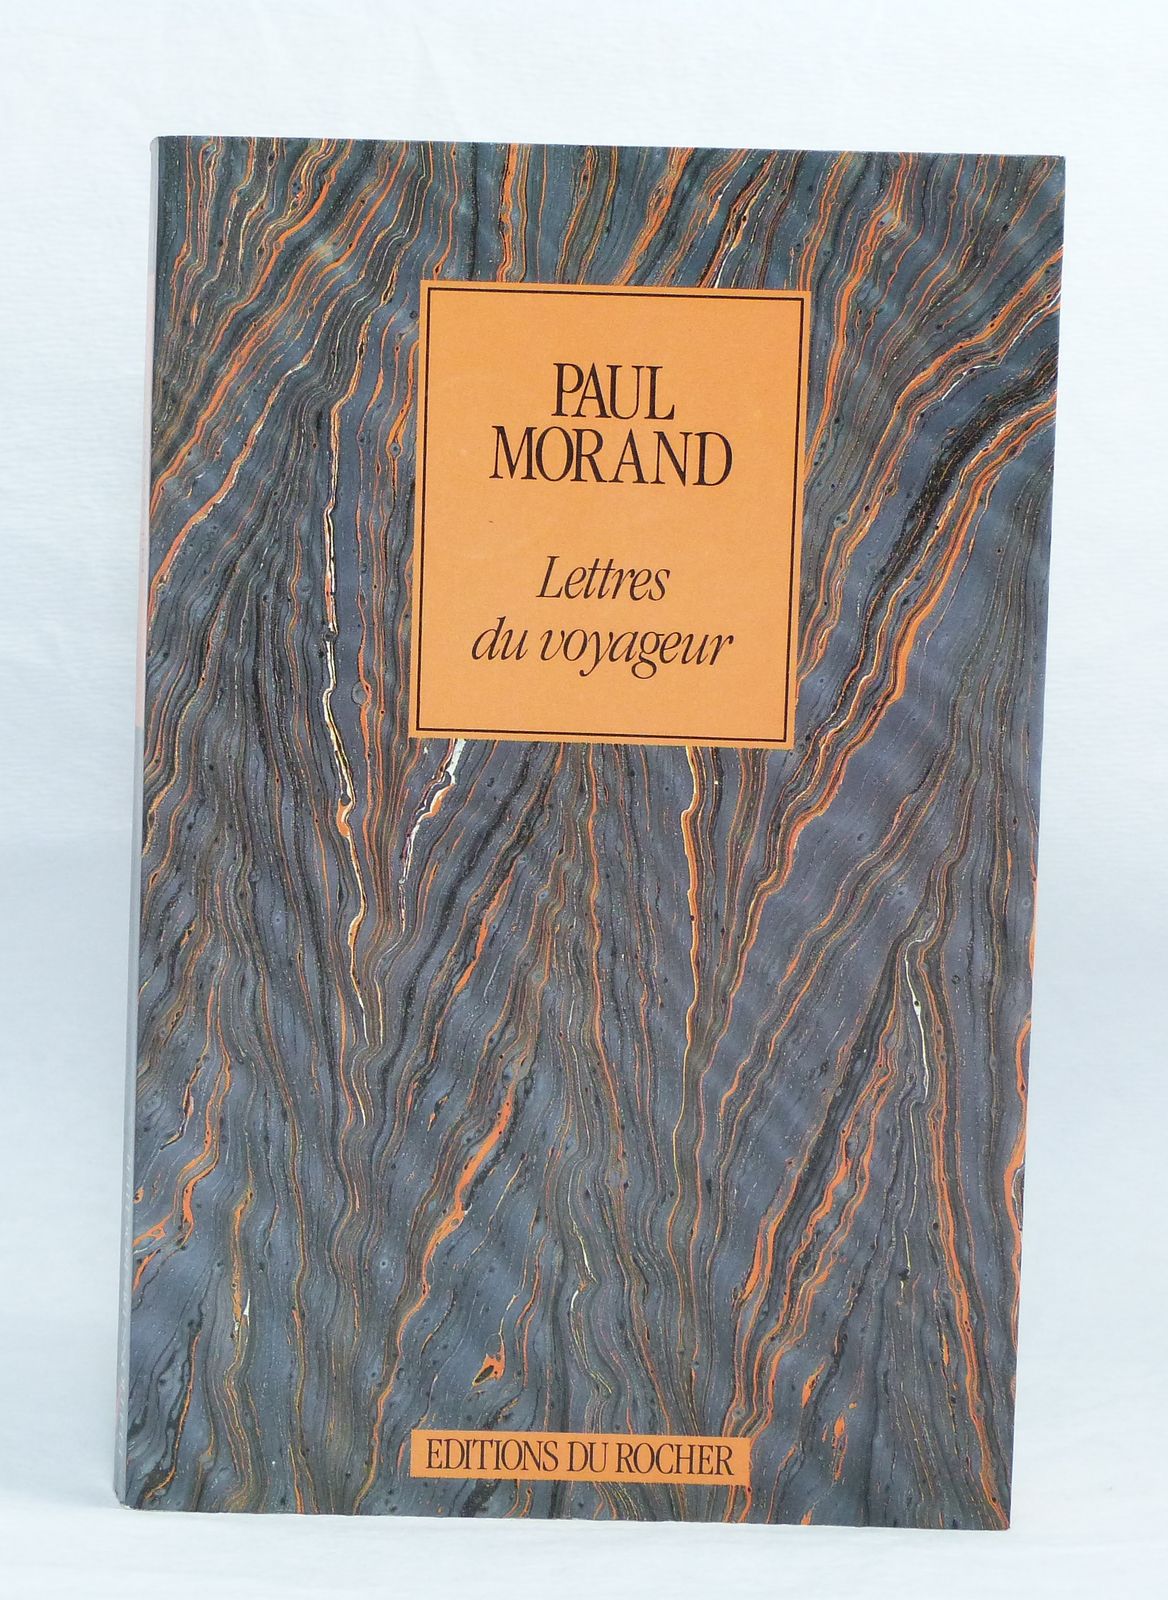 PAUL
MORAND
Lettres
du voyageur
EDITIONS DU ROCHER